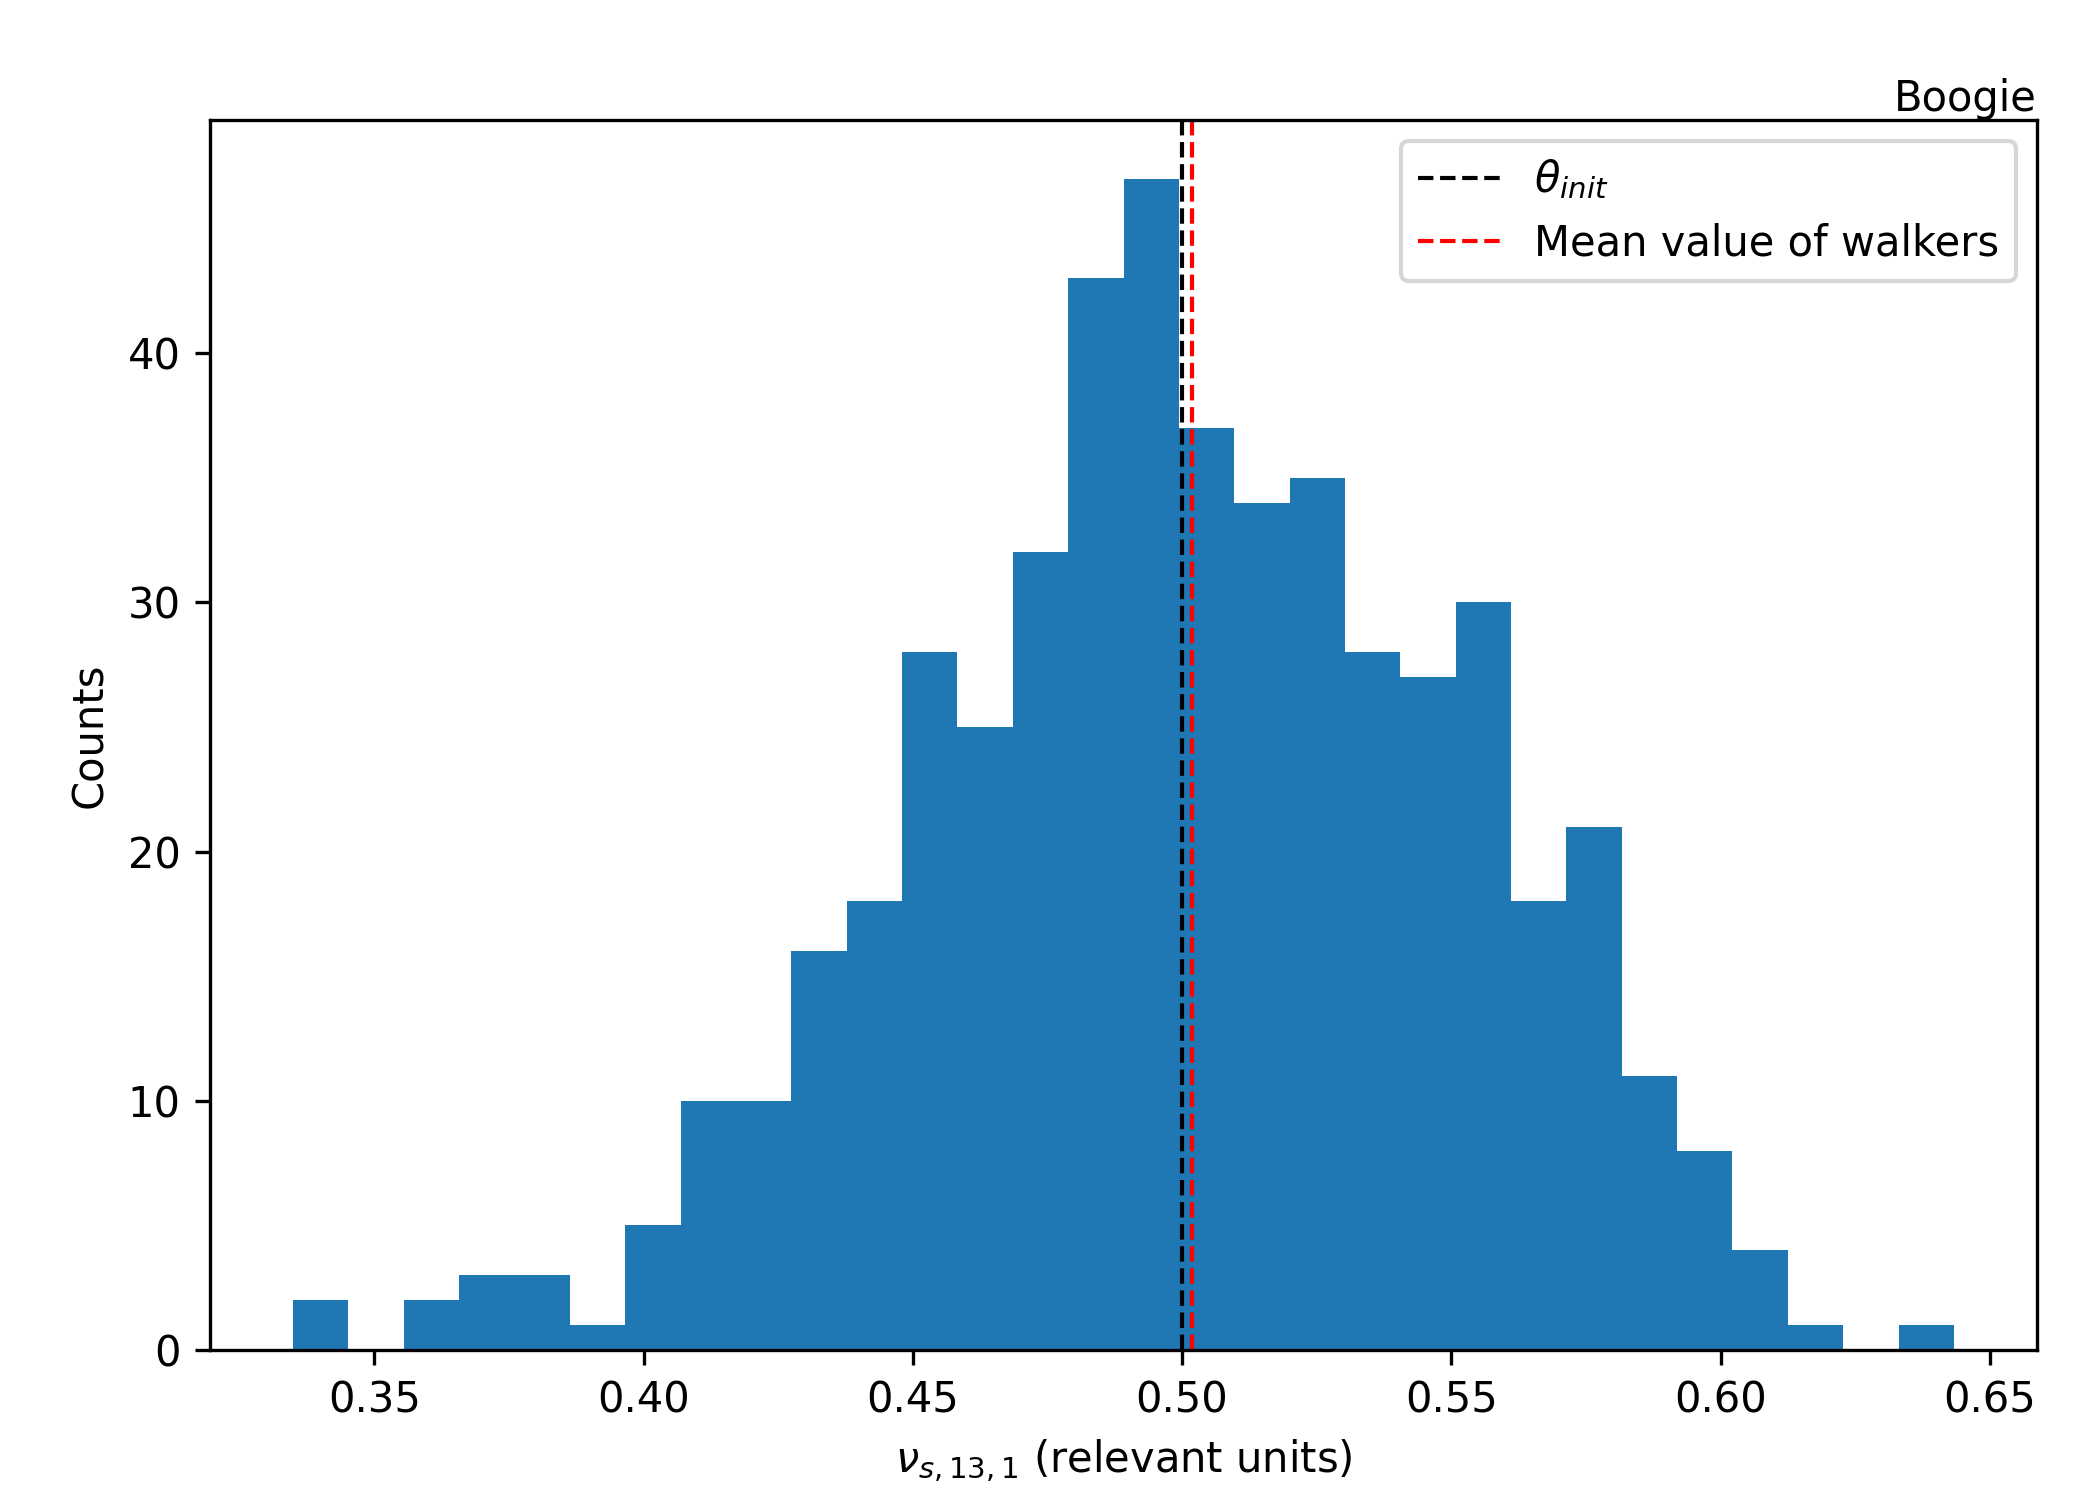 Boogie
θinit
Mean value of walkers
40
30
20
10
0
Counts
0.35 0.40 0.45 0.50 0.55 0.60 0.65
νs, 13, 1 (relevant units)